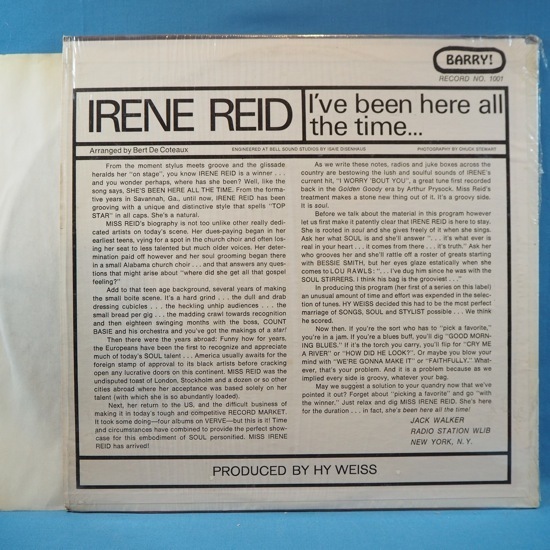 BARRY!
RECORD NO. 1001
IRENE REID
I've been here all
the time...
Arranged by Bert De Coteaux
ENGINEERED AT BELL SOUND STUDIOS BY ISAIE DIGENHAUS
PHOTOGRAPHY BY CHUCK STEWART
From the moment stylus meets groove and the glissade
heralds her "on stage", you know IRENE REID is a winner . . .
and you wonder perhaps, where has she been? Well, like the
song says, SHE'S BEEN HERE ALL THE TIME. From the forma-
tive years in Savannah, Ga., until now, IRENE REID has been
grooving with a unique and distinctive style that spells "TOP
STAR" in all caps. She's a natural.
MISS REID'S biography is not too unlike other really dedi-
cated artists on today's scene. Her dues-paying began in her
earliest teens, vying for a spot in the church choir and often los-
ing her seat to less talented but much older voices. Her deter-
mination paid off however and her soul grooming began there
in a small Alabama church choir . . . and that answers any ques-
tions that might arise about "where did she get all that gospel
feeling?"
Add to that teen age background, several years of making
the small boite scene. It's a hard grind . . . the dull and drab
dressing cubicles . . . the heckling unhip audiences . . . the
small bread per gig . . . the madding crawl towards recognition
and then eighteen swinging months with the boss, COUNT
BASIE and his orchestra and you've got the makings of a star!
Then there were the years abroad: Funny how for years,
the Europeans have been the first to recognize and appreciate
much of today's SOUL talent . . . America usually awaits for the
foreign stamp of approval to its black artists before cracking
open any lucrative doors on this continent. MISS REID was the
undisputed toast of London, Stockholm and a dozen or so other
cities abroad where her acceptance was based solely on her
talent (with which she is so abundantly loaded).
Next, her return to the US. and the difficult business of
making it in today's tough and competitive RECORD MARKET.
It took some doing—four albums on VERVE—but this is it! Time
and circumstances have combined to provide the perfect show-
case for this embodiment of SOUL personified. MISS IRENE
REID has arrived!
As we write these notes, radios and juke boxes across the
country are bestowing the lush and soulful sounds of IRENE's
current hit, "I WORRY 'BOUT YOU", a great tune first recorded
back in the Golden Goody era by Arthur Prysock. Miss Reid's
treatment makes a stone new thing out of it. It's a groovy side.
It is soul.
Before we talk about the material in this program however
let us first make it patently clear that IRENE REID is here to stay.
She is rooted in soul and she gives freely of it when she sings.
Ask her what SOUL is and she'll answer ". . . it's what ever is
real in your heart . . . it comes from there . . . it's truth." Ask her
who grooves her and she'll rattle off a roster of greats starting
with BESSIE SMITH, but her eyes glaze estatically when she
comes to LOU RAWLS: ". . . I've dug him since he was with the
SOUL StiRRERS. I think his bag is the grooviest . . ."
In producing this program (her first of a series on this label)
an unusual amount of time and effort was expended in the selec-
tion of tunes. HY WEISS decided this had to be the most perfect
marriage of SONGS, SOUL and STYLIST possible . . . We think
he scored.
Now then. If you're the sort who has to "pick a favorite,"
you're in a jam. If you're a blues buff, you'll dig "GOOD MORN-
ING BLUES." If it's the torch you carry, you'll flip for "CRY ME
A RIVER" or "HOW DID HE LOOK?". Or maybe you blow your
mind with "WE'RE GONNA MAKE IT" or "FAITHFULLY." What-
ever, that's your problem. And it is a problem because as we
implied every side is groovy, whatever your bag.
May we suggest a solution to your quandry now that we've
pointed it out? Forget about "picking a favorite" and go "with
the winner." Just relax and dig MISS IRENE REID. She's here
for the duration . . . in fact, she's been here all the time!
JACK WALKER
RADIO STATION WLIB
NEW YORK, N. Y.
PRODUCED BY HY WEISS